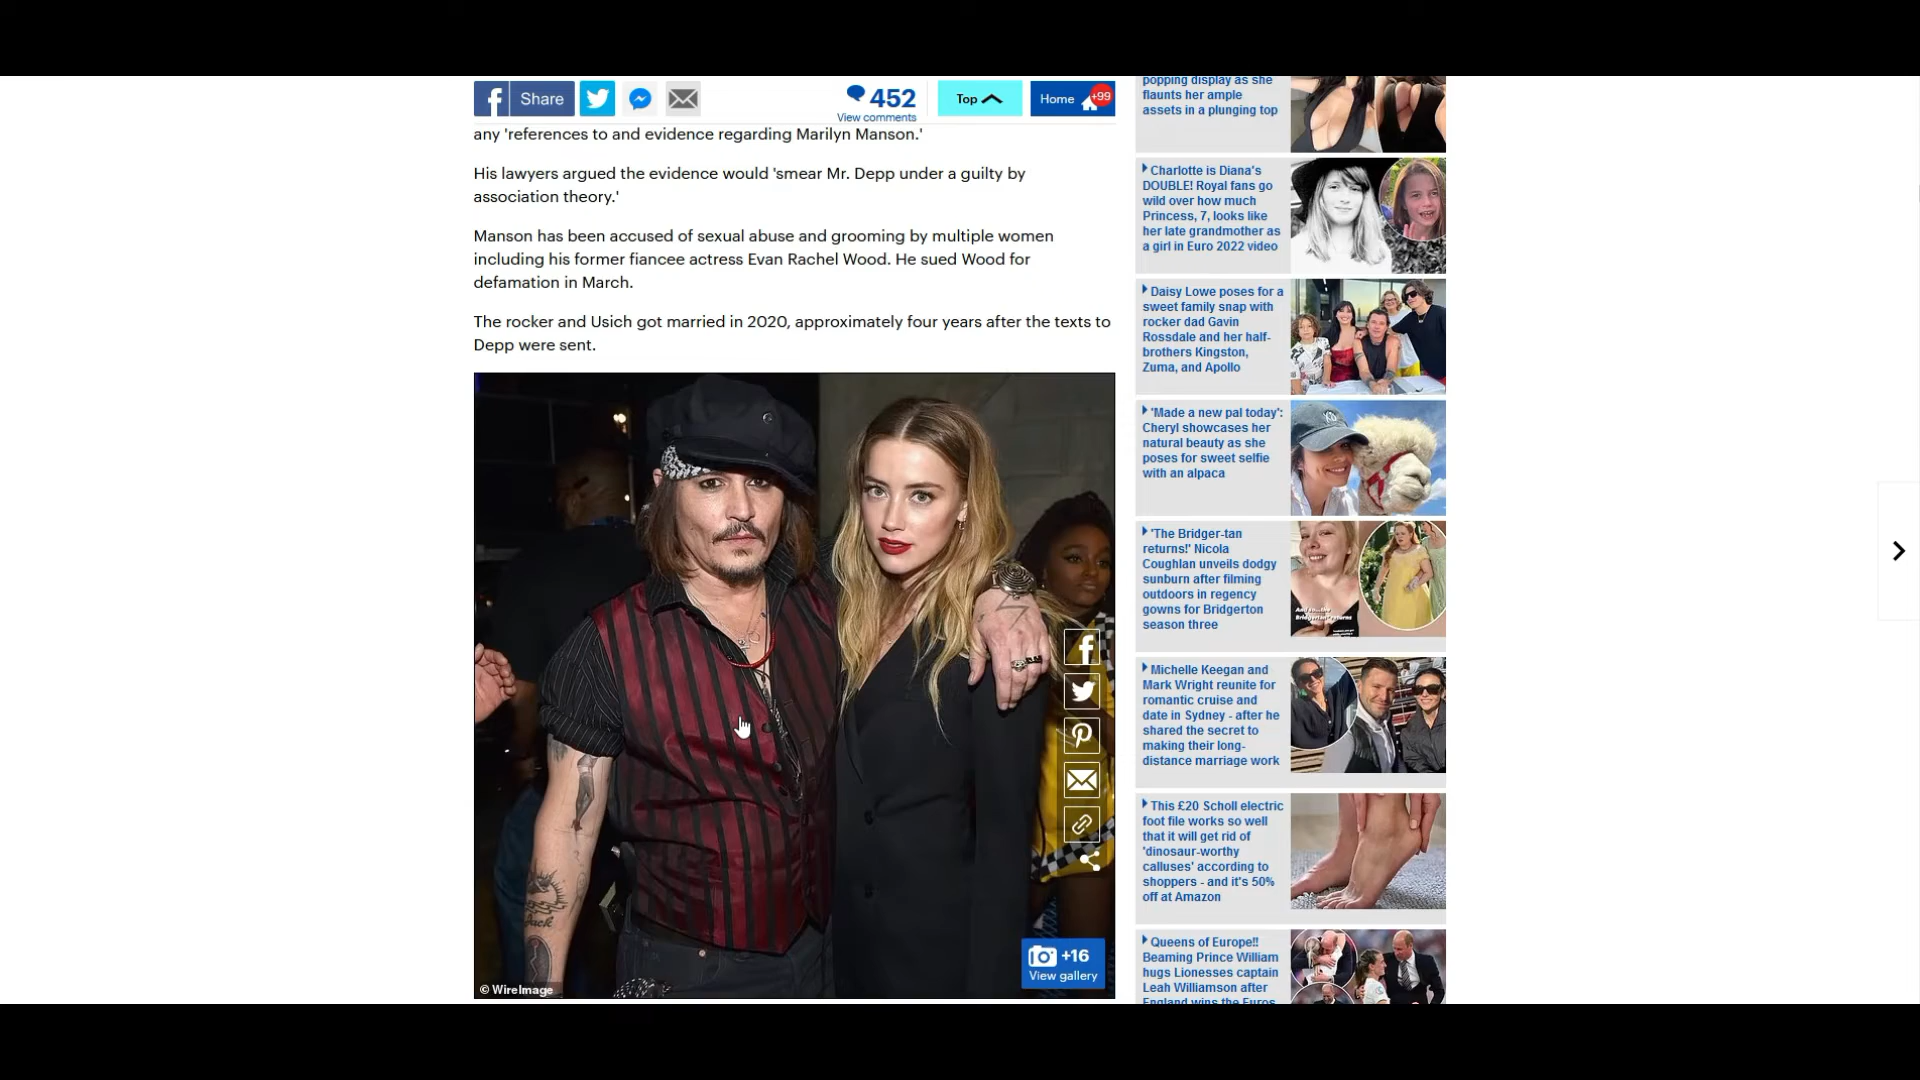 Share
452
View comments
Top
Home
+99
any 'references to and evidence regarding Marilyn Manson.'
His lawyers argued the evidence would 'smear Mr. Depp under a guilty by
association theory.'
Manson has been accused of sexual abuse and grooming by multiple women
including his former fiancee actress Evan Rachel Wood. He sued Wood for
defamation in March.
The rocker and Usich got married in 2020, approximately four years after the texts to
Depp were sent.
+16
View gallery
© WireImage
popping display as she
flaunts her ample
assets in a plunging top
Charlotte is Diana's
DOUBLE! Royal fans go
wild over how much
Princess, 7, looks like
her late grandmother as
a girl in Euro 2022 video
Daisy Lowe poses for a
sweet family snap with
rocker dad Gavin
Rossdale and her half-
brothers Kingston,
Zuma, and Apollo
'Made a new pal today':
Cheryl showcases her
natural beauty as she
poses for sweet selfie
with an alpaca
'The Bridger-tan
returns!' Nicola
Coughlan unveils dodgy
sunburn after filming
outdoors in regency
gowns for Bridgerton
season three
Michelle Keegan and
Mark Wright reunite for
romantic cruise and
date in Sydney - after he
shared the secret to
making their long-
distance marriage work
This £20 Scholl electric
foot file works so well
that it will get rid of
'dinosaur-worthy
calluses' according to
shoppers - and it's 50%
off at Amazon
Queens of Europe!!
Beaming Prince William
hugs Lionesses captain
Leah Williamson after
England wins the Euros